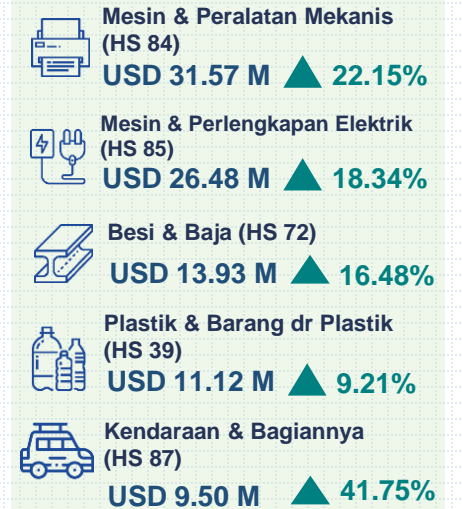 Mesin & Peralatan Mekanis
(HS 84)
USD 31.57 M 22.15%
Mesin & Perlengkapan Elektrik
(HS 85)
USD 26.48 M 18.34%
Besi & Baja (HS 72)
USD 13.93 M 16.48%
Plastik & Barang dr Plastik
(HS 39)
USD 11.12 M 9.21%
Kendaraan & Bagiannya
(HS 87)
USD 9.50 M 41.75%